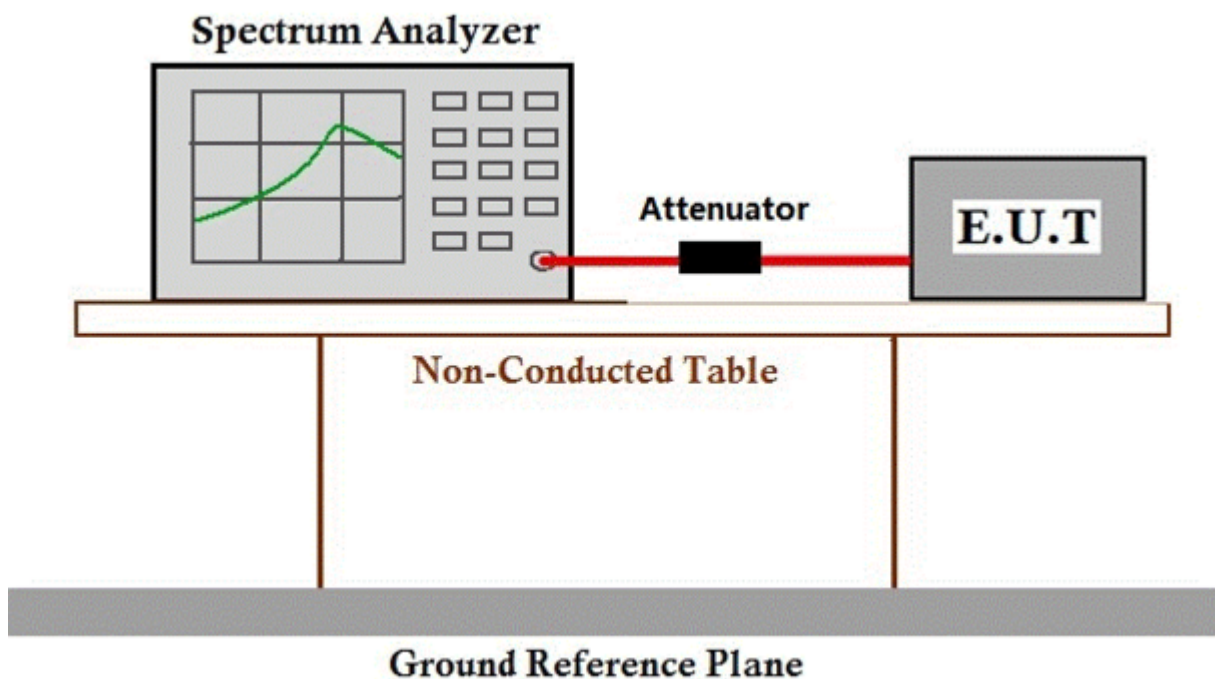 Spectrum Analyzer
Attenuator
E.U.T
Non-Conducted Table
Ground Reference Plane